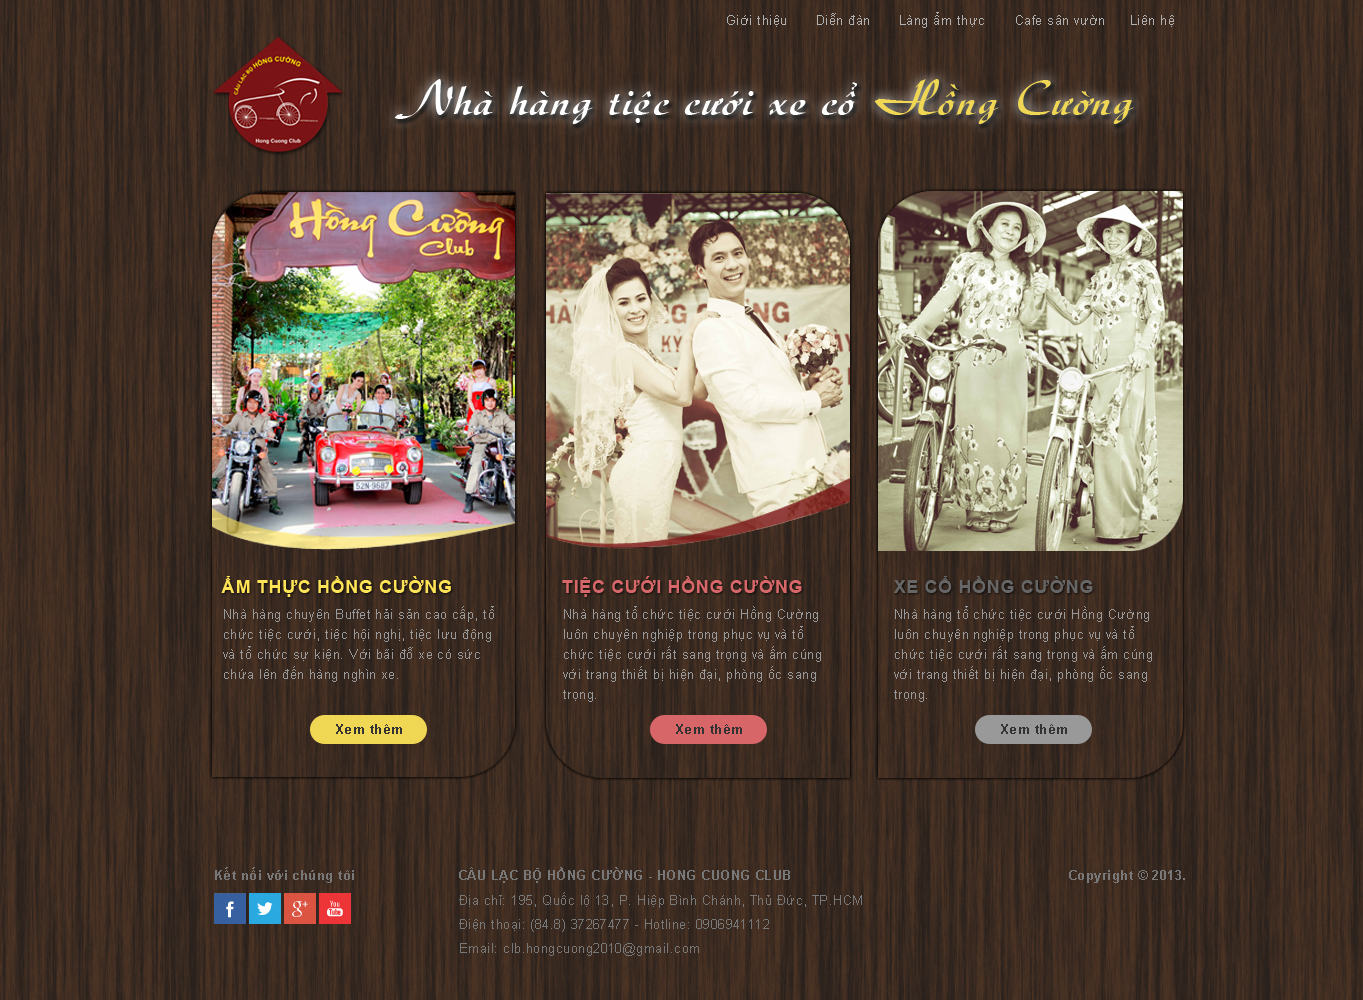 Giới thiệu Diễn đàn Làng ẩm thực Cafe sân vườn Liên hệ
CÂU LẠC BỘ HỒNG CƯỜNG
Hong Cuong Club
Nhà hàng tiệc cưới xe cổ Hồng Cường
Hồng Cường
Club
52N-9687
HÀ NG CƯỜNG
KỶ
ẨM THỰC HỒNG CƯỜNG
Nhà hàng chuyên Buffet hải sản cao cấp, tổ
chức tiệc cưới, tiệc hội nghị, tiệc lưu động
và tổ chức sự kiện. Với bãi đỗ xe có sức
chứa lên đến hàng nghìn xe.
Xem thêm
TIỆC CƯỚI HỒNG CƯỜNG
Nhà hàng tổ chức tiệc cưới Hồng Cường
luôn chuyên nghiệp trong phục vụ và tổ
chức tiệc cưới rất sang trọng và ấm cúng
với trang thiết bị hiện đại, phòng ốc sang
trọng.
Xem thêm
XE CỔ HỒNG CƯỜNG
Nhà hàng tổ chức tiệc cưới Hồng Cường
luôn chuyên nghiệp trong phục vụ và tổ
chức tiệc cưới rất sang trọng và ấm cúng
với trang thiết bi hiện đại, phòng ốc sang
trọng.
Xem thêm
Kết nối với chúng tôi
You
Tube
CÂU LẠC BỘ HỒNG CƯỜNG - HONG CUONG CLUB
Địa chỉ: 195, Quốc lộ 13, P. Hiệp Bình Chánh, Thủ Đức, TP.HCM
Điện thoại: (84.8) 37267477 - Hotline: 0906941112
Email: clb.hongcuong2010@gmail.com
Copyright © 2013.